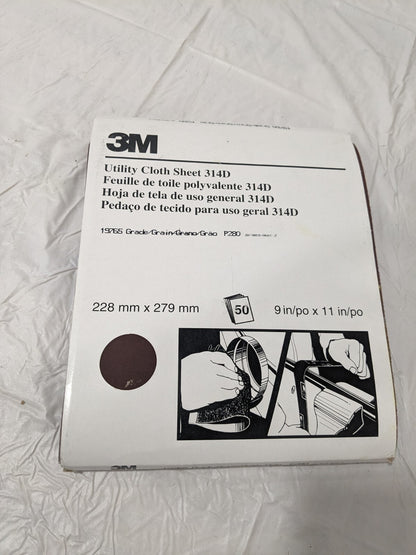 3M
Utility Cloth Sheet 314D
Feuille de toile polyvalente 314D
Hoja de tela de uso general 314D
Pedaço de tecido para uso geral 314D
19765 Grade/Grain/Grano/Grão P280
228 mm x 279 mm
50
9 in/po x 11 in/po
3M